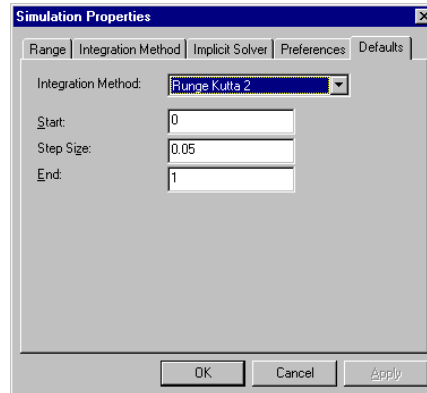 Simulation Properties
Range Integration Method Implicit Solver Preferences Defaults
Integration Method: Runge Kutta 2
Start: 0
Step Size: 0.05
End: 1
OK Cancel Apply